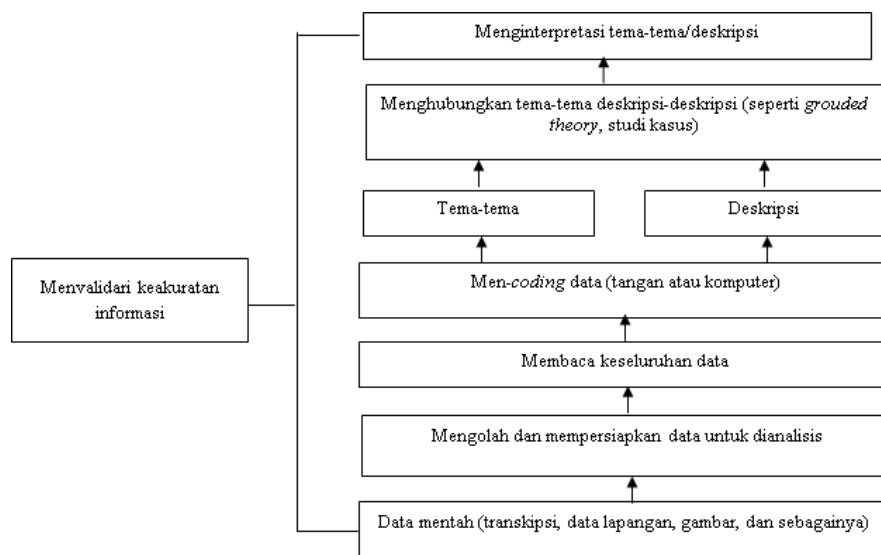 Menginterpretasi tema-tema/deskripsi
Menghubungkan tema-tema deskripsi-deskripsi (seperti grouded
theory, studi kasus)
Tema-tema
Deskripsi
Menvalidari keakuratan
informasi
Men-coding data (tangan atau komputer)
Membaca keseluruhan data
Mengolah dan mempersiapkan data untuk dianalisis
Data mentah (transkipsi, data lapangan, gambar, dan sebagainya)